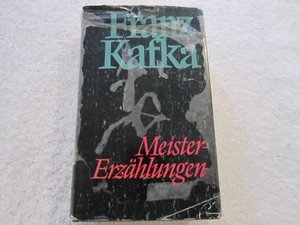 Franz
Kafka
Meister-
Erzählungen